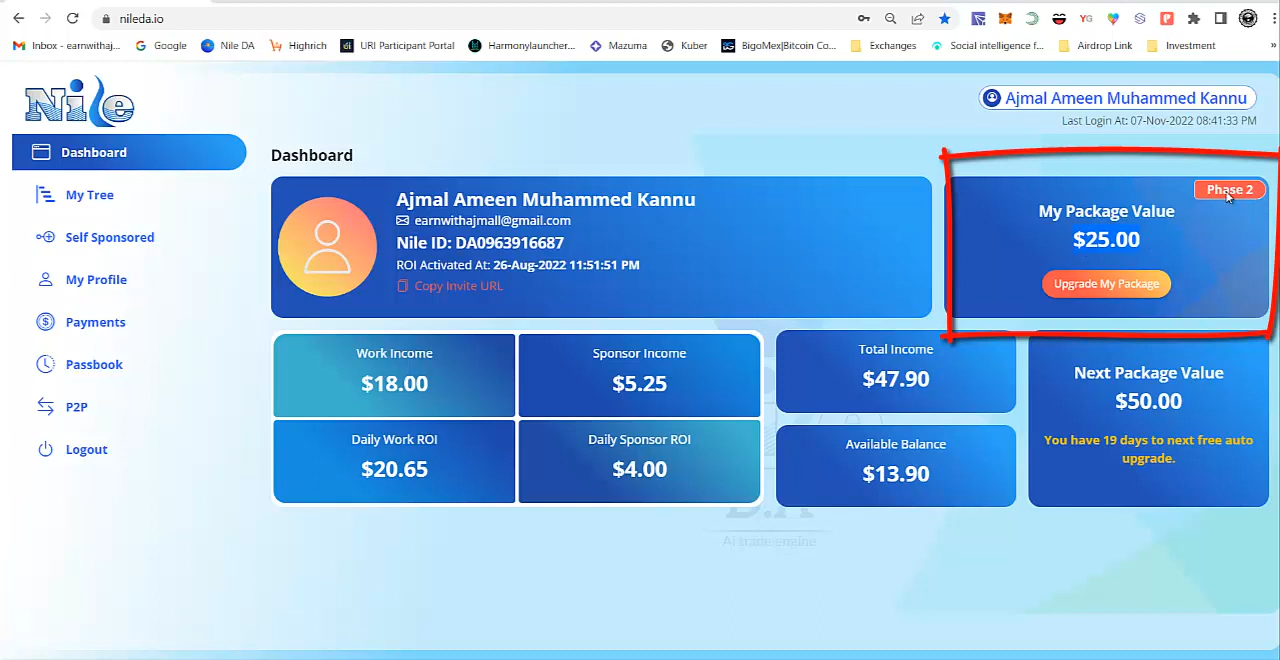 nileda.io
Inbox - earnwithaj...
Google
Nile DA
Highrich
URI Participant Portal
Harmonylauncher...
Mazuma
Kuber
BigoMex|Bitcoin Co...
Exchanges
Social intelligence f...
Airdrop Link
Investment
»
Nile
Ajmal Ameen Muhammed Kannu
Last Login At: 07-Nov-2022 08:41:33 PM
Dashboard
My Tree
Self Sponsored
My Profile
Payments
Passbook
P2P
Logout
Dashboard
Ajmal Ameen Muhammed Kannu
earnwithajmall@gmail.com
Nile ID: DA0963916687
ROI Activated At: 26-Aug-2022 11:51:51 PM
Copy Invite URL
Phase 2
My Package Value
$25.00
Upgrade My Package
Work Income
$18.00
Sponsor Income
$5.25
Daily Work ROI
$20.65
Daily Sponsor ROI
$4.00
Total Income
$47.90
Available Balance
$13.90
Next Package Value
$50.00
You have 19 days to next free auto
upgrade.
D.A
Ai trade engine